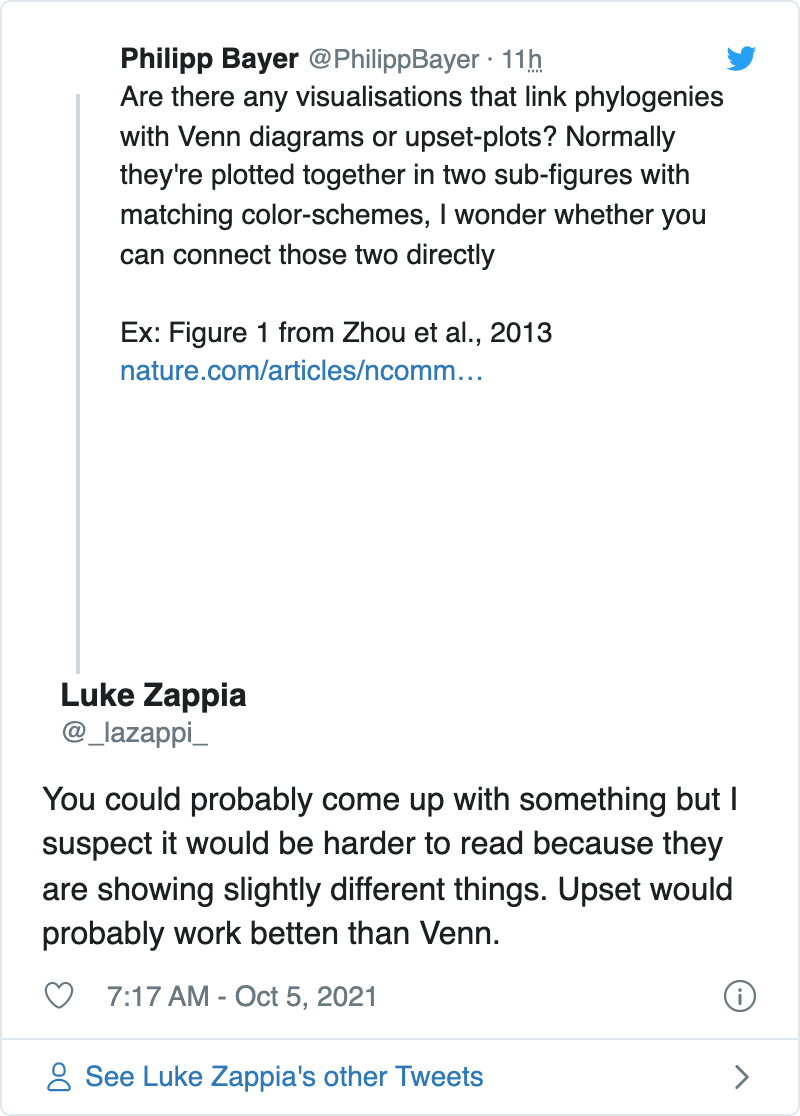 Philipp Bayer @PhilippBayer · 11h
Are there any visualisations that link phylogenies
with Venn diagrams or upset-plots? Normally
they're plotted together in two sub-figures with
matching color-schemes, I wonder whether you
can connect those two directly
Ex: Figure 1 from Zhou et al., 2013
nature.com/articles/ncomm…
Luke Zappia
@_lazappi_
You could probably come up with something but I
suspect it would be harder to read because they
are showing slightly different things. Upset would
probably work betten than Venn.
7:17 AM - Oct 5, 2021
See Luke Zappia's other Tweets